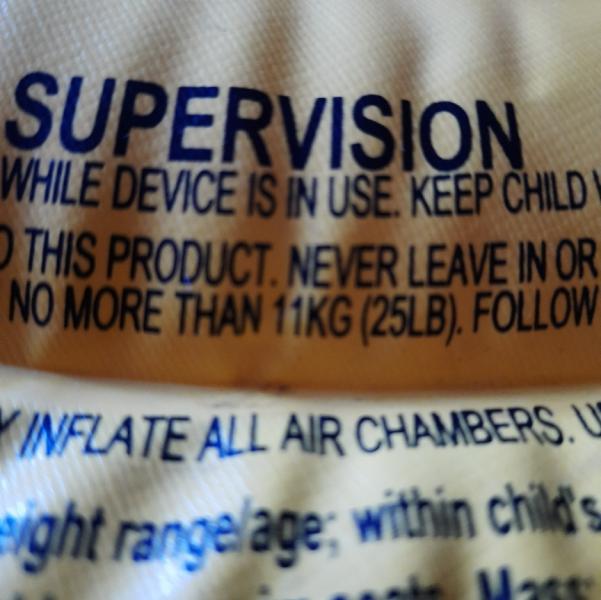 SUPERVISION
WHILE DEVICE IS IN USE. KEEP CHILD
THIS PRODUCT. NEVER LEAVE IN OR
NO MORE THAN 11KG (25LB). FOLLOW
INFLATE ALL AIR CHAMBERS.
range/age; within child's
Mass: